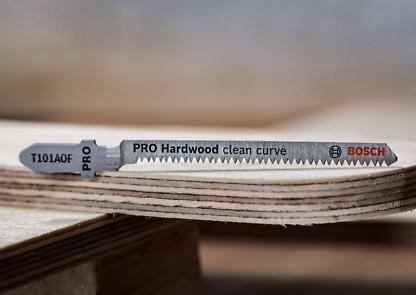 T101AOF
PRO
PRO Hardwood clean curve
BOSCH